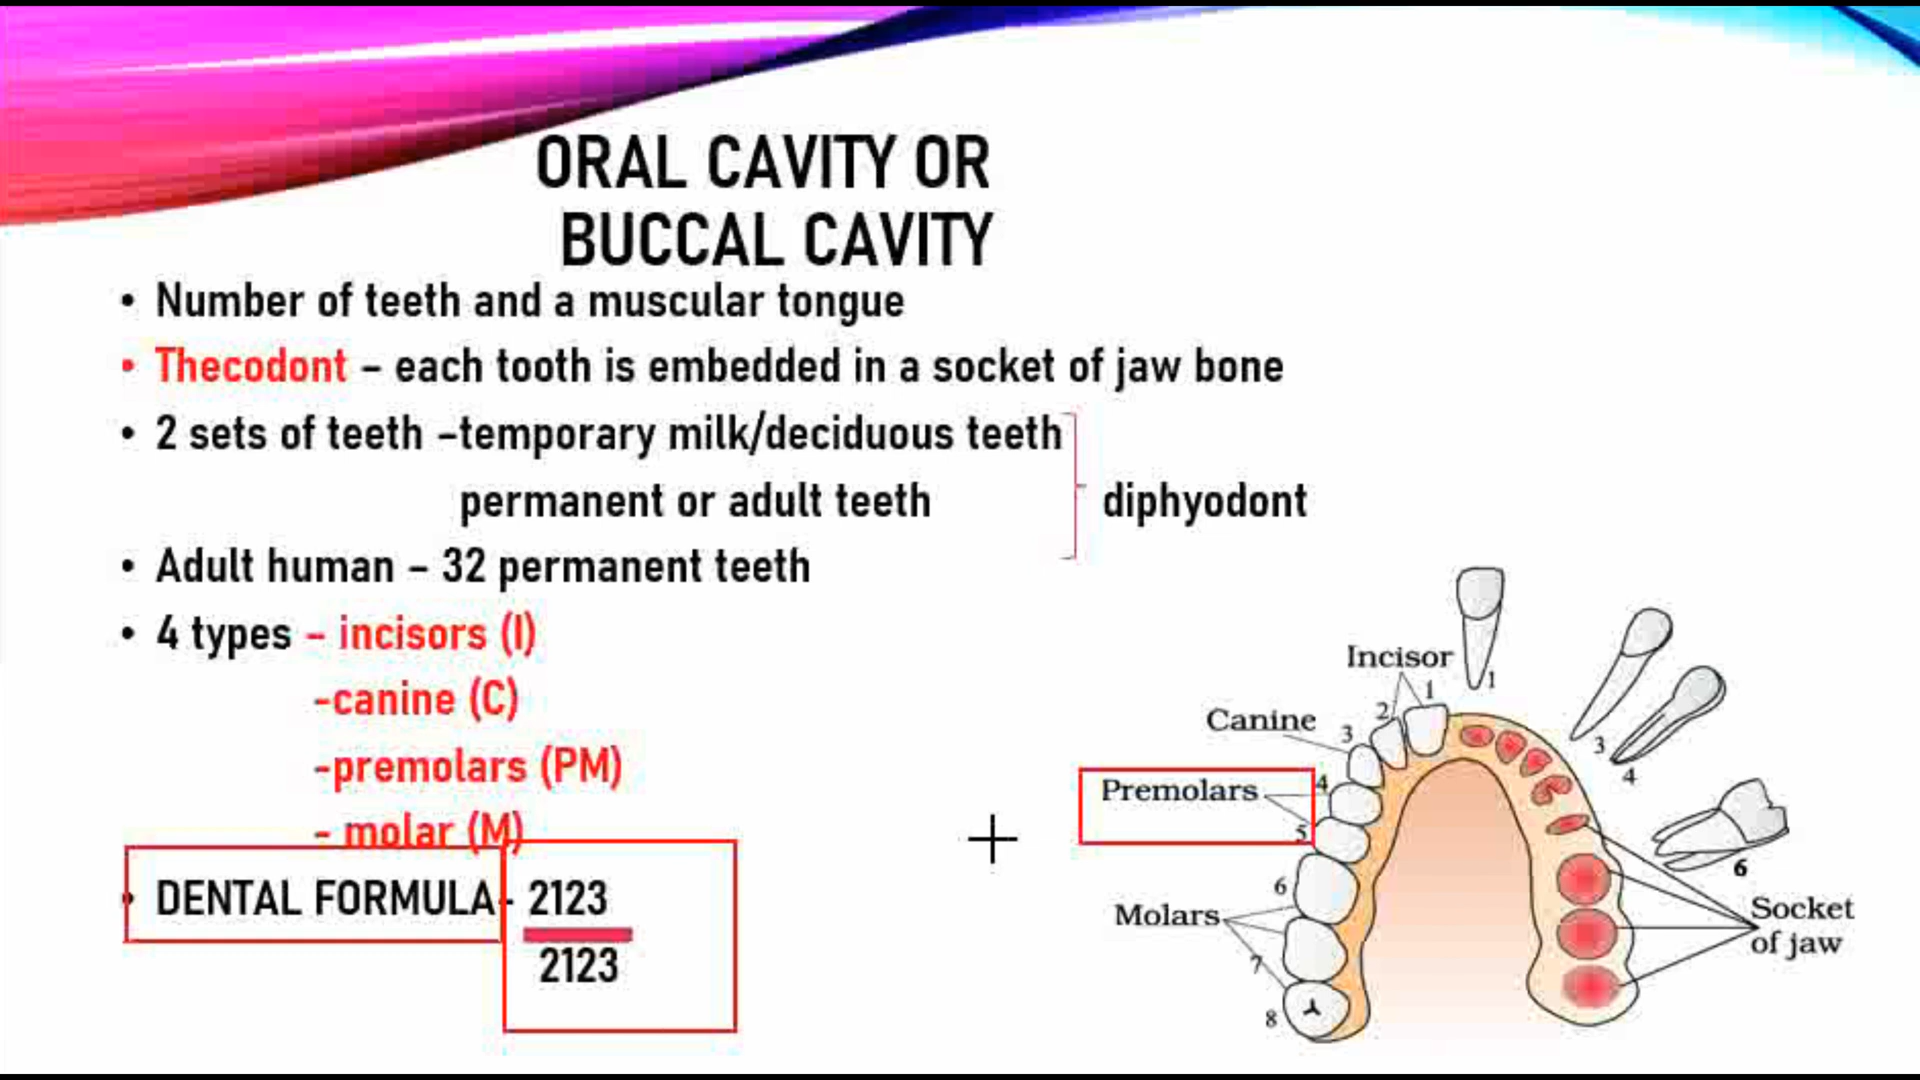 ORAL CAVITY OR
BUCCAL CAVITY
• Number of teeth and a muscular tongue
• Thecodont – each tooth is embedded in a socket of jaw bone
• 2 sets of teeth –temporary milk/deciduous teeth
permanent or adult teeth
diphyodont
• Adult human – 32 permanent teeth
• 4 types – incisors (I)
-canine (C)
-premolars (PM)
- molar (M)
• DENTAL FORMULA- 2123
2123
Incisor
1
1
2
Canine
3
3
4
Premolars
4
5
6
6
Molars
7
8
Socket
of jaw